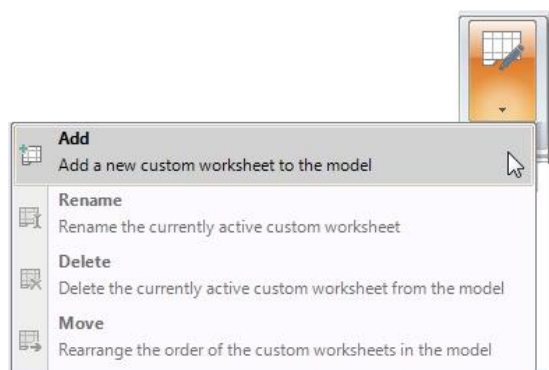 Add
Add a new custom worksheet to the model
Rename
Rename the currently active custom worksheet
Delete
Delete the currently active custom worksheet from the model
Move
Rearrange the order of the custom worksheets in the model